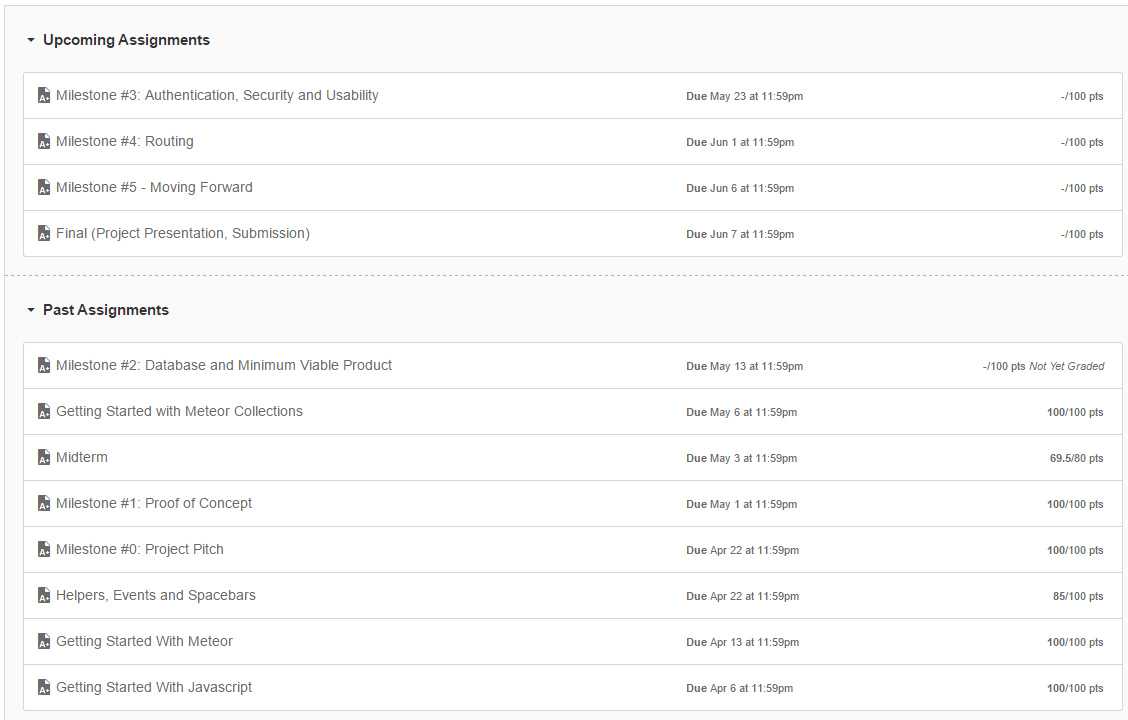 Upcoming Assignments
Milestone #3: Authentication, Security and Usability Due May 23 at 11:59pm -/100 pts
Milestone #4: Routing Due Jun 1 at 11:59pm -/100 pts
Milestone #5 - Moving Forward Due Jun 6 at 11:59pm -/100 pts
Final (Project Presentation, Submission) Due Jun 7 at 11:59pm -/100 pts
Past Assignments
Milestone #2: Database and Minimum Viable Product Due May 13 at 11:59pm -/100 pts Not Yet Graded
Getting Started with Meteor Collections Due May 6 at 11:59pm 100/100 pts
Midterm Due May 3 at 11:59pm 69.5/80 pts
Milestone #1: Proof of Concept Due May 1 at 11:59pm 100/100 pts
Milestone #0: Project Pitch Due Apr 22 at 11:59pm 100/100 pts
Helpers, Events and Spacebars Due Apr 22 at 11:59pm 85/100 pts
Getting Started With Meteor Due Apr 13 at 11:59pm 100/100 pts
Getting Started With Javascript Due Apr 6 at 11:59pm 100/100 pts